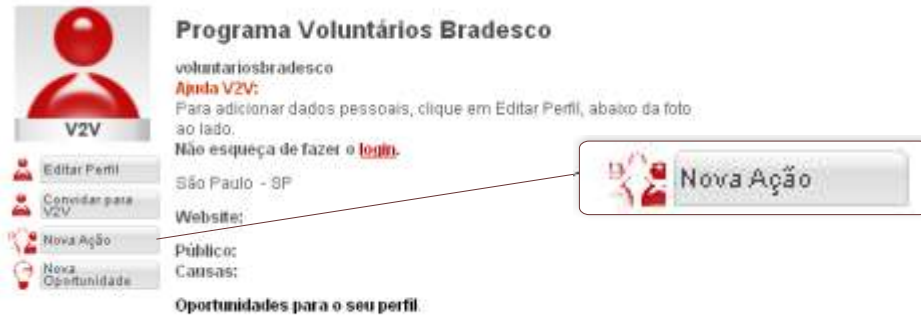 Programa Voluntários Bradesco
voluntariosbradesco
Ajuda V2V:
Para adicionar dados pessoais, clique em Editar Perfil, abaixo da foto
ao lado.
Não esqueça de fazer o login.
São Paulo - SP
Website:
Público:
Causas:
Oportunidades para o seu perfil.
V2V
Editar Perfil
Convidar para
V2V
Nova Ação
Nova
Oportunidade
Nova Ação